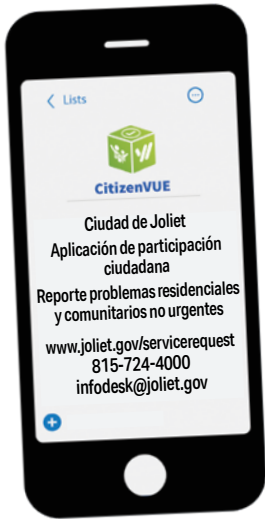 Lists
CitizenVUE
Ciudad de Joliet
Aplicación de participación
ciudadana
Reporte problemas residenciales
y comunitarios no urgentes
www.joliet.gov/servicerequest
815-724-4000
infodesk@joliet.gov